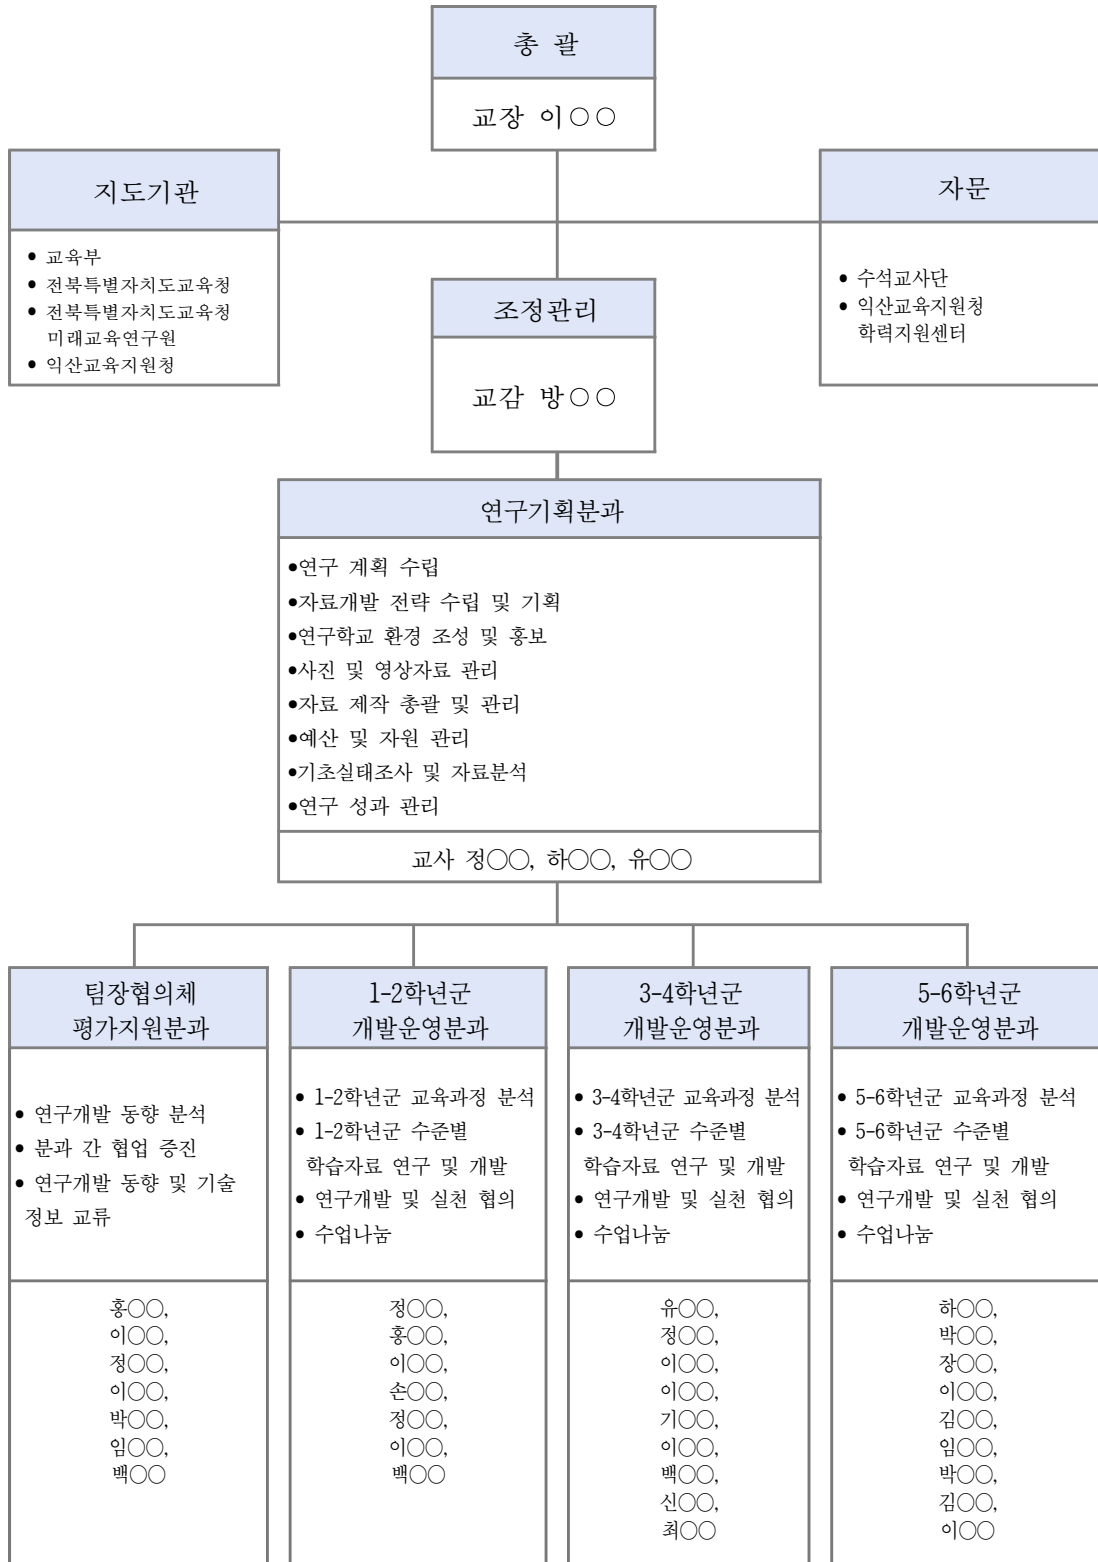 총 괄
교장 이○○
지도기관
• 교육부
• 전북특별자치도교육청
• 전북특별자치도교육청
미래교육연구원
• 익산교육지원청
자문
• 수석교사단
• 익산교육지원청
학력지원센터
조정관리
교감 방○○
연구기획분과
•연구 계획 수립
•자료개발 전략 수립 및 기획
•연구학교 환경 조성 및 홍보
•사진 및 영상자료 관리
•자료 제작 총괄 및 관리
•예산 및 자원 관리
•기초실태조사 및 자료분석
•연구 성과 관리
교사 정○○, 하○○, 유○○
팀장협의체
평가지원분과
• 연구개발 동향 분석
• 분과 간 협업 증진
• 연구개발 동향 및 기술
정보 교류
홍○○,
이○○,
정○○,
이○○,
박○○,
임○○,
백○○
1-2학년군
개발운영분과
• 1-2학년군 교육과정 분석
• 1-2학년군 수준별
학습자료 연구 및 개발
• 연구개발 및 실천 협의
• 수업나눔
정○○,
홍○○,
이○○,
손○○,
정○○,
이○○,
백○○
3-4학년군
개발운영분과
• 3-4학년군 교육과정 분석
• 3-4학년군 수준별
학습자료 연구 및 개발
• 연구개발 및 실천 협의
• 수업나눔
유○○,
정○○,
이○○,
이○○,
기○○,
이○○,
백○○,
신○○,
최○○
5-6학년군
개발운영분과
• 5-6학년군 교육과정 분석
• 5-6학년군 수준별
학습자료 연구 및 개발
• 연구개발 및 실천 협의
• 수업나눔
하○○,
박○○,
장○○,
이○○,
김○○,
임○○,
박○○,
김○○,
이○○